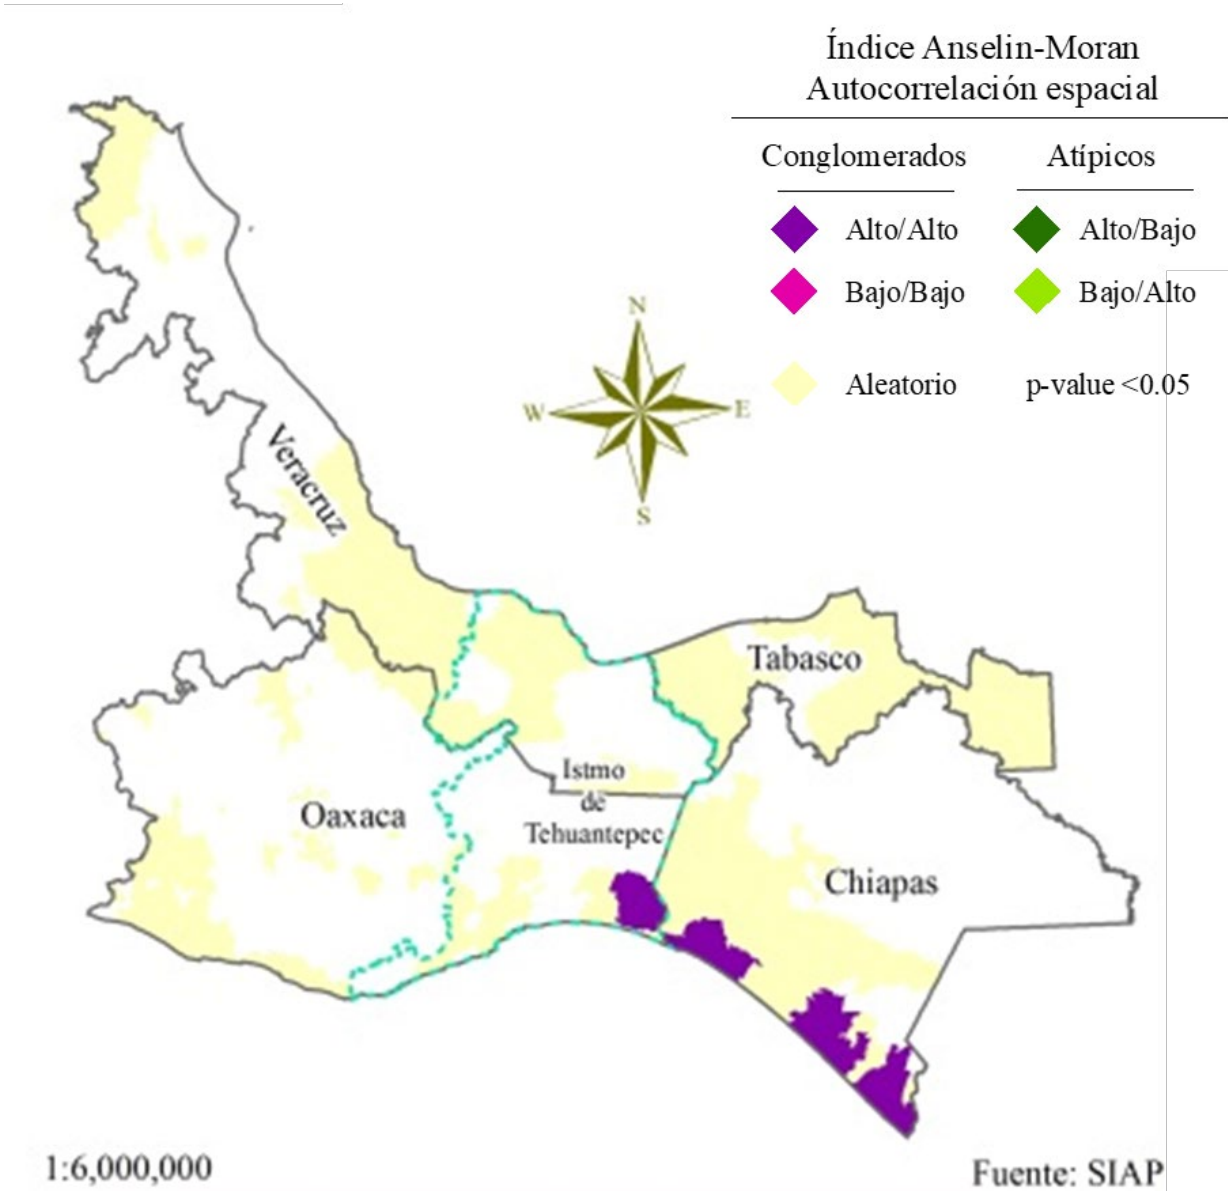 Índice Anselin-Moran
Autocorrelación espacial
Conglomerados
Atípicos
Alto/Alto
Alto/Bajo
Bajo/Bajo
Bajo/Alto
Aleatorio
p-value <0.05
N
W
E
S
Veracruz
Tabasco
Istmo
de
Tehuantepec
Oaxaca
Chiapas
1:6,000,000
Fuente: SIAP